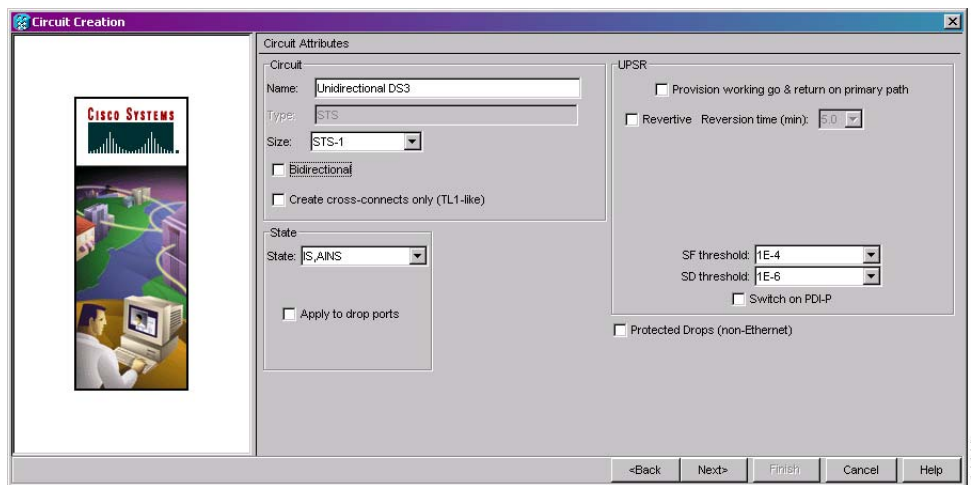 Circuit Creation
Cisco Systems
Circuit Attributes
Circuit
Name: Unidirectional DS3
Type: STS
Size: STS-1
Bidirectional
Create cross-connects only (TL1-like)
State
State: IS,AINS
Apply to drop ports
UPSR
Provision working go & return on primary path
Revertive Reversion time (min): 5.0
SF threshold: 1E-4
SD threshold: 1E-6
Switch on PDI-P
Protected Drops (non-Ethernet)
<Back Next> Finish Cancel Help